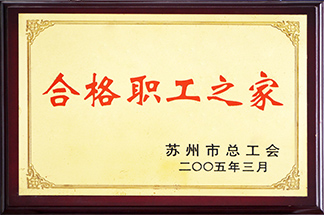 合格职工之家
苏州市总工会
二〇〇五年三月